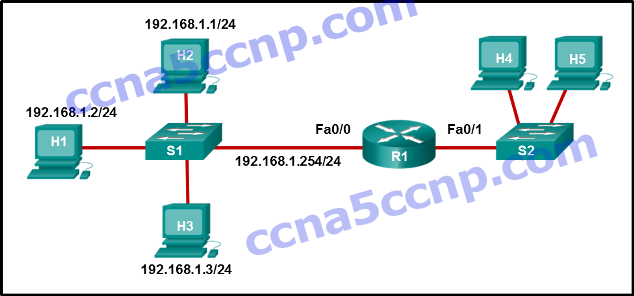 192.168.1.1/24
H2
H4
H5
ccna5ccnp.com
192.168.1.2/24
H1
S1
Fa0/0
Fa0/1
192.168.1.254/24
R1
S2
ccna5ccnp.com
H3
192.168.1.3/24